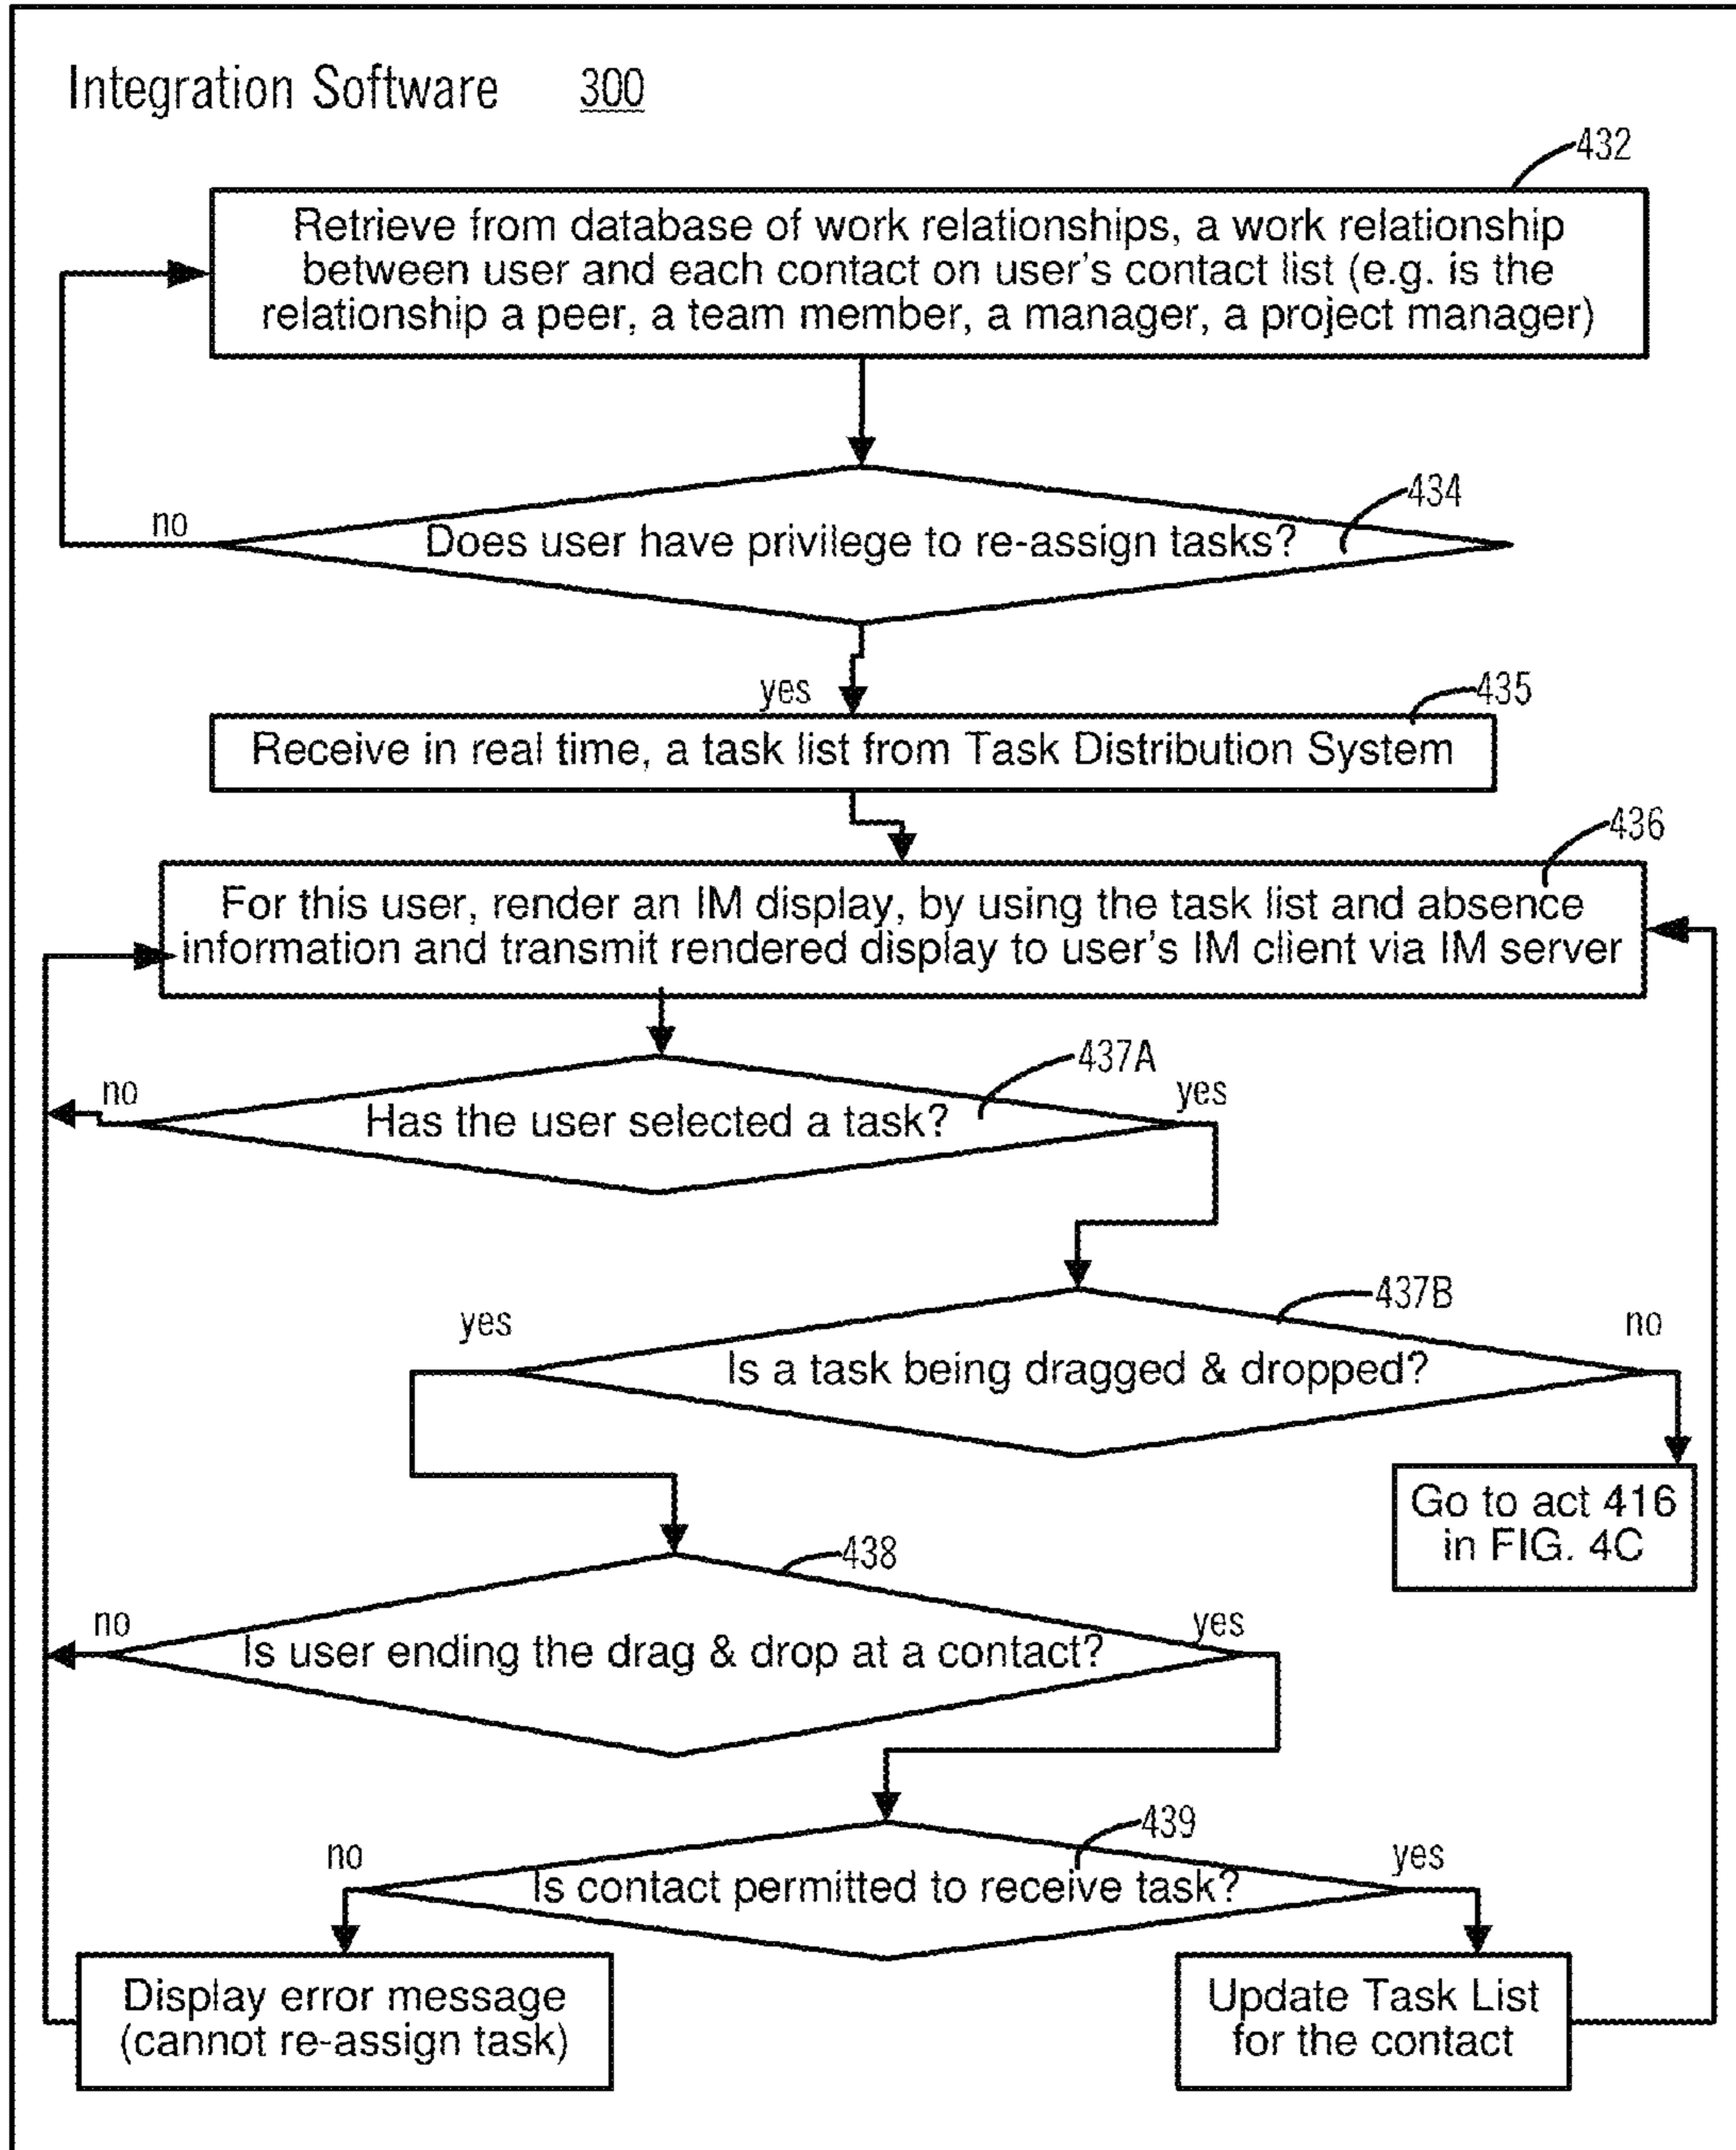 Integration Software 300
432
Retrieve from database of work relationships, a work relationship
between user and each contact on user's contact list (e.g. is the
relationship a peer, a team member, a manager, a project manager)
434
no
Does user have privilege to re-assign tasks?
yes
435
Receive in real time, a task list from Task Distribution System
436
For this user, render an IM display, by using the task list and absence
information and transmit rendered display to user's IM client via IM server
437A
no
yes
Has the user selected a task?
437B
yes
no
Is a task being dragged & dropped?
Go to act 416
in FIG. 4C
438
no
yes
Is user ending the drag & drop at a contact?
439
no
yes
Is contact permitted to receive task?
Display error message
(cannot re-assign task)
Update Task List
for the contact